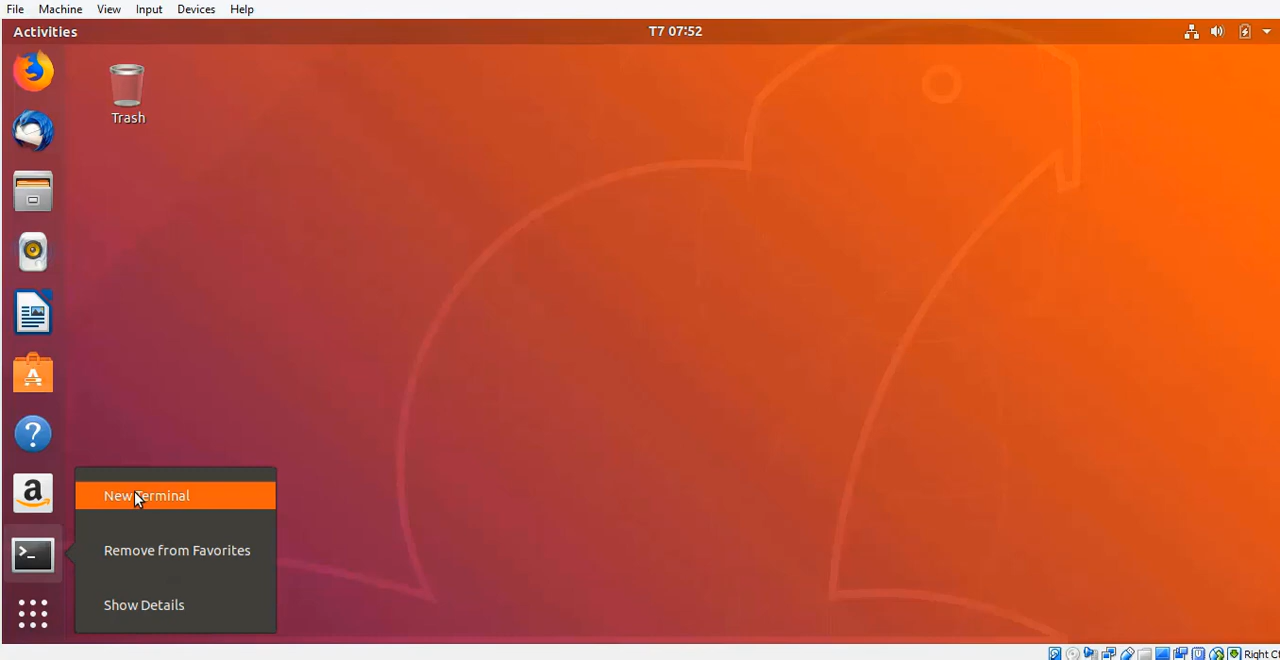 File Machine View Input Devices Help
Activities T7 07:52
Trash
New Terminal
Remove from Favorites
Show Details
Right